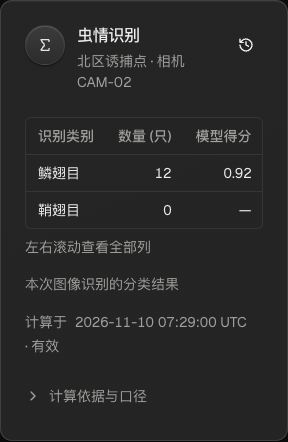 Σ
虫情识别
北区诱捕点 · 相机
CAM-02
识别类别 数量 (只) 模型得分
鳞翅目 12 0.92
鞘翅目 0 —
左右滚动查看全部列
本次图像识别的分类结果
计算于 2026-11-10 07:29:00 UTC
· 有效
计算依据与口径